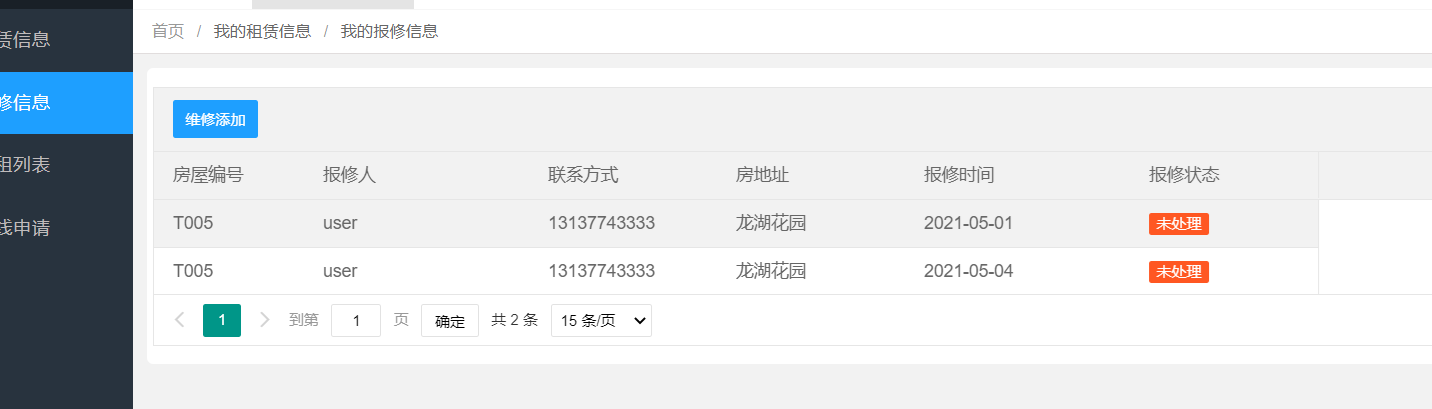 赁信息
修信息
租列表
线申请
首页 / 我的租赁信息 / 我的报修信息
维修添加
房屋编号 报修人 联系方式 房地址 报修时间 报修状态
T005 user 13137743333 龙湖花园 2021-05-01 未处理
T005 user 13137743333 龙湖花园 2021-05-04 未处理
1 到第 1 页 确定 共 2 条 15 条/页